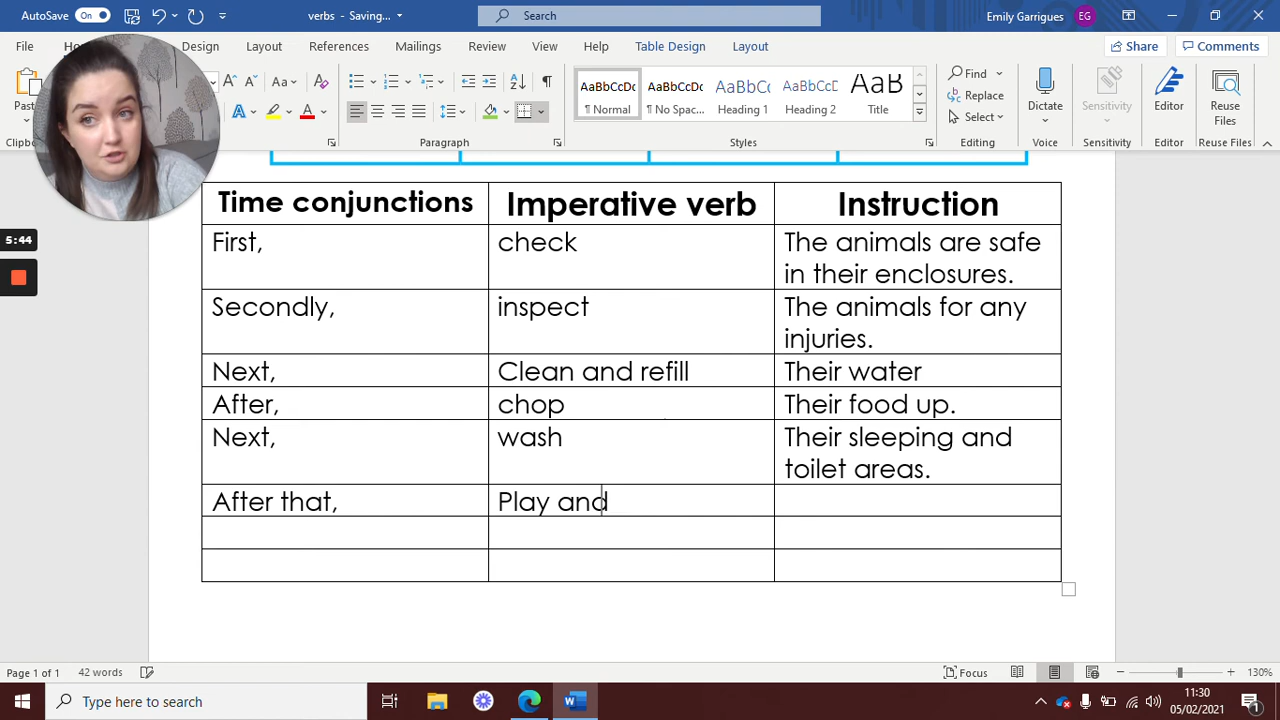 AutoSave On verbs - Saving... Search Emily Garrigues EG
File Design Layout References Mailings Review View Help Table Design Layout Share Comments
Paste Aa AaBbCcDc AaBbCcDc AaBbCc AaBbCcD AaB Find Replace Select Dictate Sensitivity Editor Reuse Files
¶ Normal ¶ No Spac... Heading 1 Heading 2 Title
Paragraph Styles Editing Voice Sensitivity Editor Reuse Files
5:44
Time conjunctions Imperative verb Instruction
First, check The animals are safe
in their enclosures.
Secondly, inspect The animals for any
injuries.
Next, Clean and refill Their water
After, chop Their food up.
Next, wash Their sleeping and
toilet areas.
After that, Play and
Page 1 of 1 42 words Focus 130%
Type here to search 11:30
05/02/2021